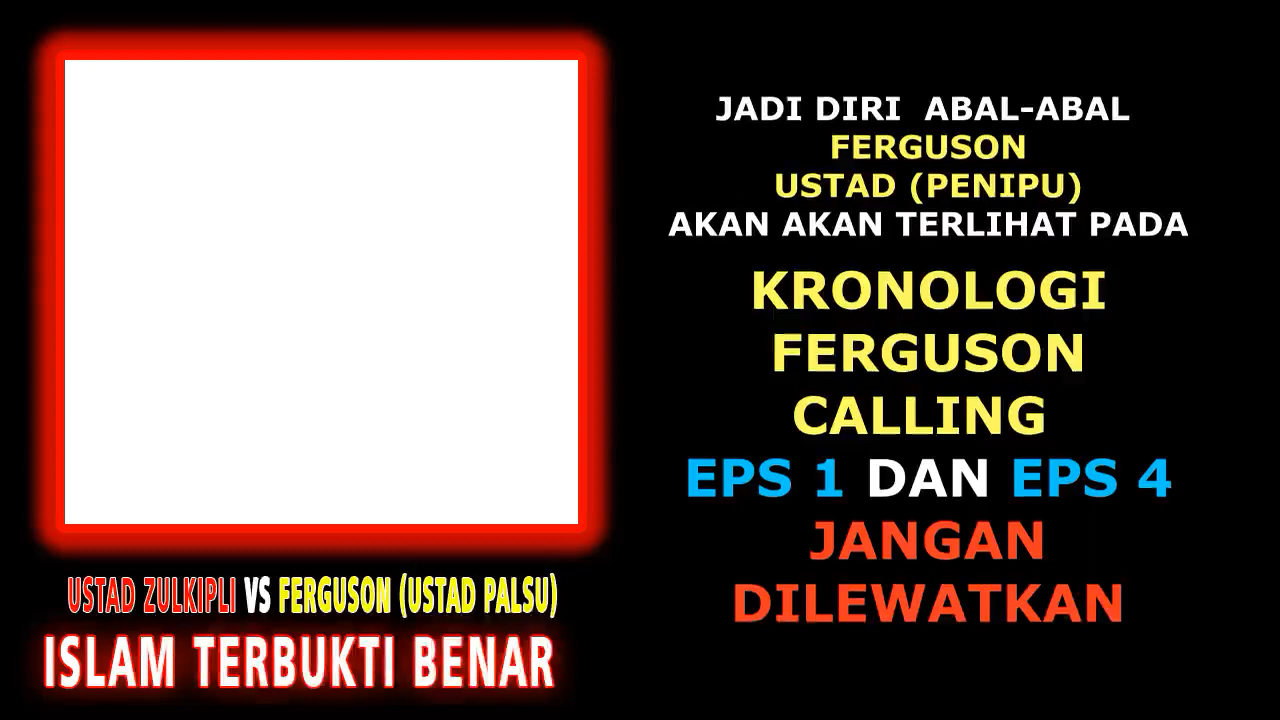 JADI DIRI ABAL-ABAL
FERGUSON
USTAD (PENIPU)
AKAN AKAN TERLIHAT PADA
KRONOLOGI
FERGUSON
CALLING
EPS 1 DAN EPS 4
JANGAN
DILEWATKAN
USTAD ZULKIPLI VS FERGUSON (USTAD PALSU)
ISLAM TERBUKTI BENAR